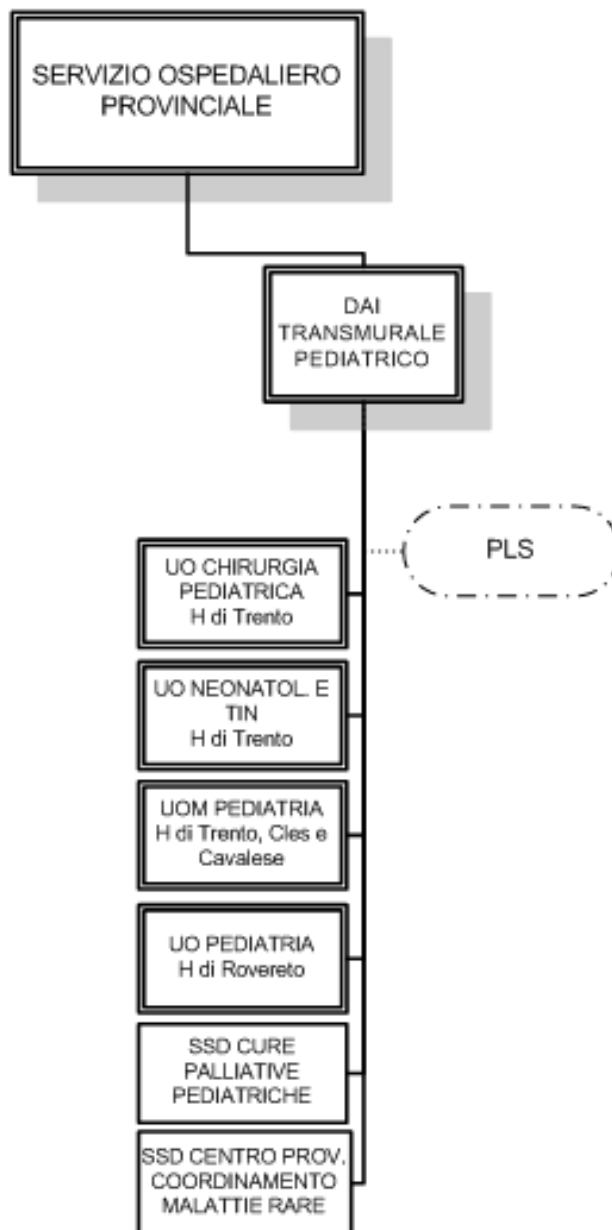 SERVIZIO OSPEDALIERO
PROVINCIALE
DAI
TRANSMURALE
PEDIATRICO
PLS
UO CHIRURGIA
PEDIATRICA
H di Trento
UO NEONATOL. E
TIN
H di Trento
UOM PEDIATRIA
H di Trento, Cles e
Cavalese
UO PEDIATRIA
H di Rovereto
SSD CURE
PALLIATIVE
PEDIATRICHE
SSD CENTRO PROV.
COORDINAMENTO
MALATTIE RARE